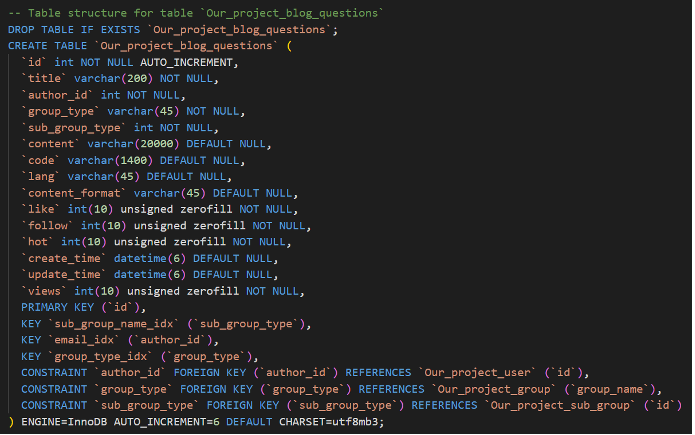 -- Table structure for table `Our_project_blog_questions`
DROP TABLE IF EXISTS `Our_project_blog_questions`;
CREATE TABLE `Our_project_blog_questions` (
  `id` int NOT NULL AUTO_INCREMENT,
  `title` varchar(200) NOT NULL,
  `author_id` int NOT NULL,
  `group_type` varchar(45) NOT NULL,
  `sub_group_type` int NOT NULL,
  `content` varchar(20000) DEFAULT NULL,
  `code` varchar(1400) DEFAULT NULL,
  `lang` varchar(45) DEFAULT NULL,
  `content_format` varchar(45) DEFAULT NULL,
  `like` int(10) unsigned zerofill NOT NULL,
  `follow` int(10) unsigned zerofill NOT NULL,
  `hot` int(10) unsigned zerofill NOT NULL,
  `create_time` datetime(6) DEFAULT NULL,
  `update_time` datetime(6) DEFAULT NULL,
  `views` int(10) unsigned zerofill NOT NULL,
  PRIMARY KEY (`id`),
  KEY `sub_group_name_idx` (`sub_group_type`),
  KEY `email_idx` (`author_id`),
  KEY `group_type_idx` (`group_type`),
  CONSTRAINT `author_id` FOREIGN KEY (`author_id`) REFERENCES `Our_project_user` (`id`),
  CONSTRAINT `group_type` FOREIGN KEY (`group_type`) REFERENCES `Our_project_group` (`group_name`),
  CONSTRAINT `sub_group_type` FOREIGN KEY (`sub_group_type`) REFERENCES `Our_project_sub_group` (`id`)
) ENGINE=InnoDB AUTO_INCREMENT=6 DEFAULT CHARSET=utf8mb3;